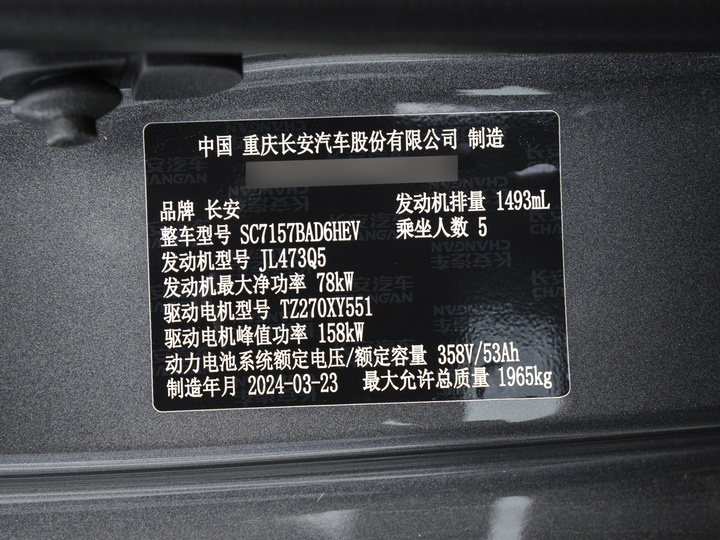 中国 重庆长安汽车股份有限公司 制造
品牌 长安 发动机排量 1493mL
整车型号 SC7157BAD6HEV 乘坐人数 5
发动机型号 JL473Q5
发动机最大净功率 78kW
驱动电机型号 TZ270XY551
驱动电机峰值功率 158kW
动力电池系统额定电压/额定容量 358V/53Ah
制造年月 2024-03-23 最大允许总质量 1965kg